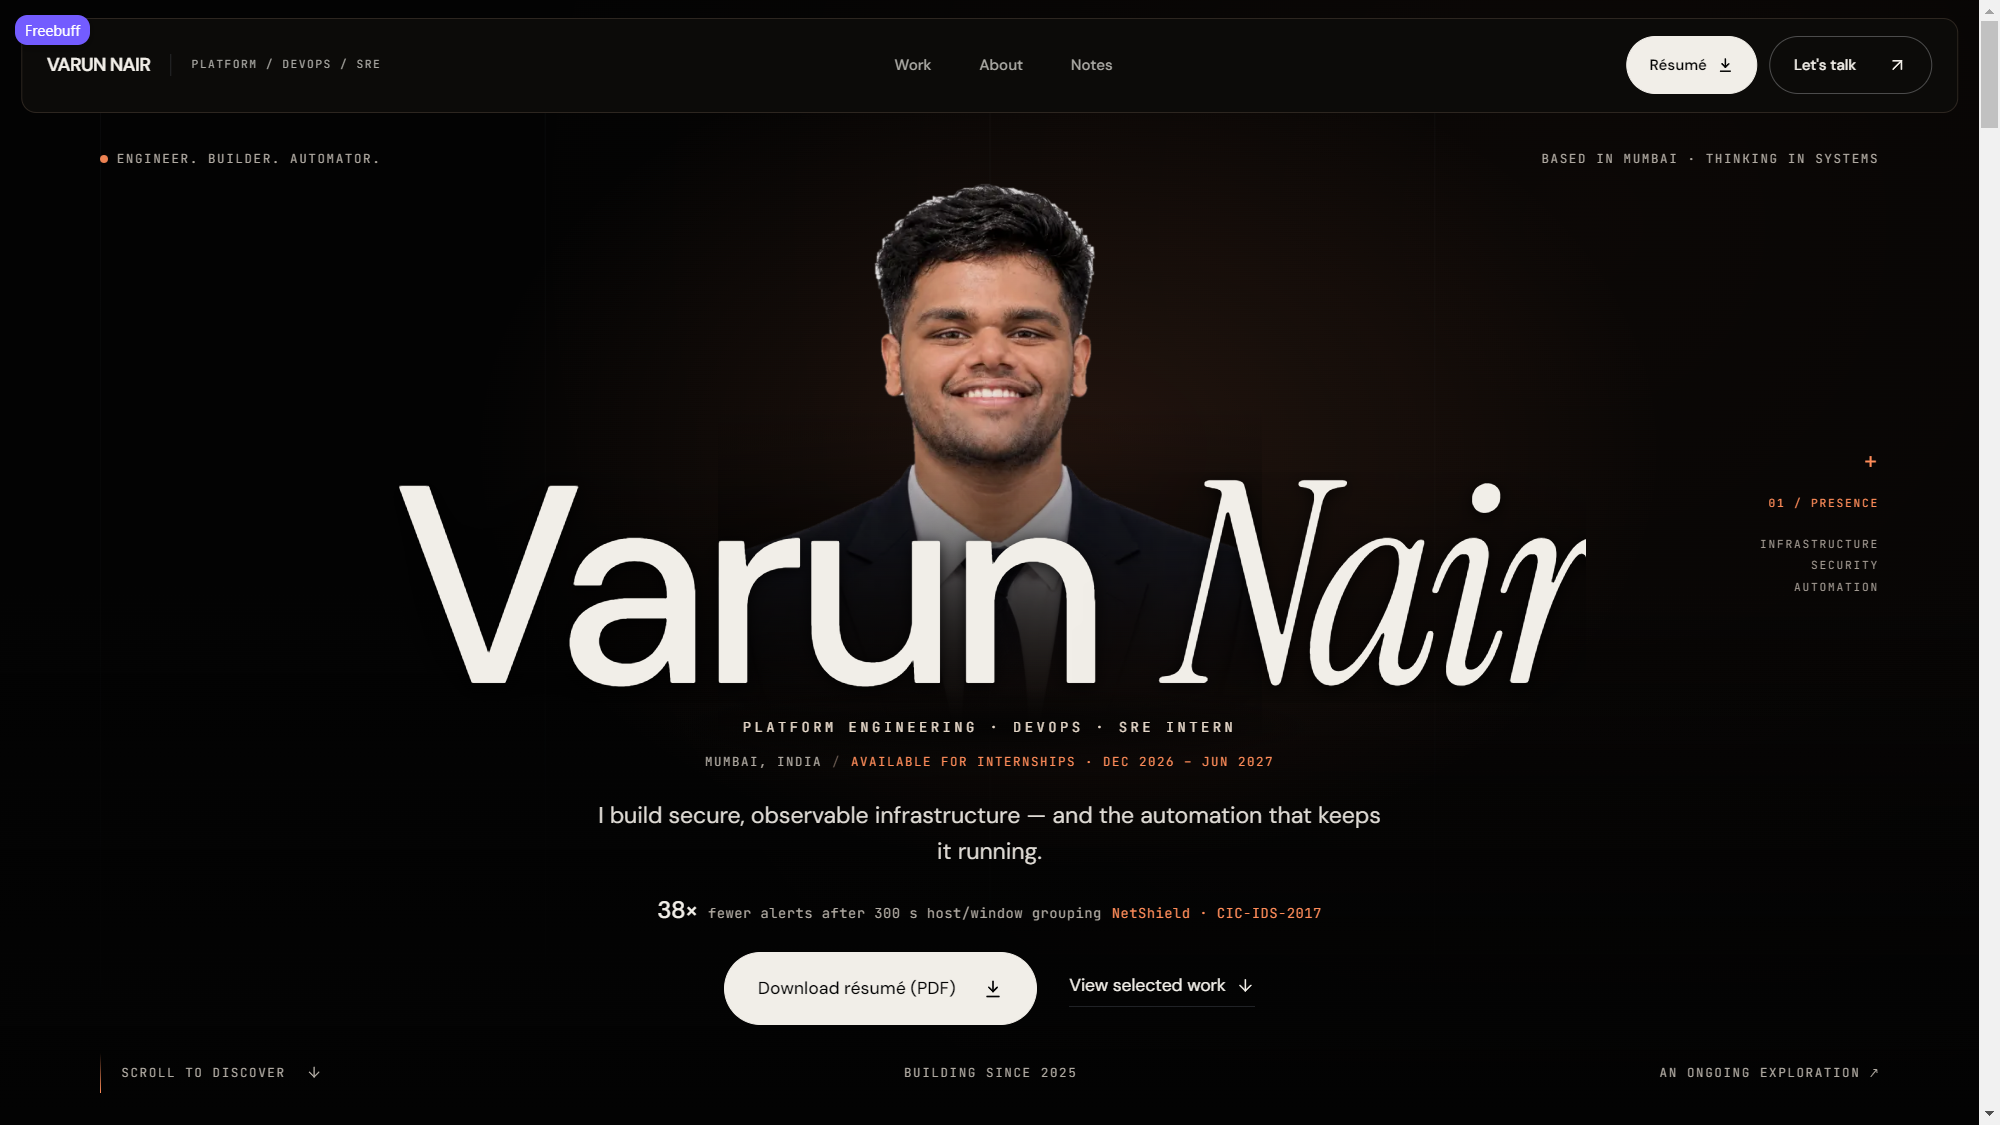 Freebuff
VARUN NAIR
PLATFORM / DEVOPS / SRE
Work
About
Notes
Résumé
Let's talk
ENGINEER. BUILDER. AUTOMATOR.
BASED IN MUMBAI · THINKING IN SYSTEMS
Varun Nair
+
01 / PRESENCE
INFRASTRUCTURE
SECURITY
AUTOMATION
PLATFORM ENGINEERING · DEVOPS · SRE INTERN
MUMBAI, INDIA / AVAILABLE FOR INTERNSHIPS · DEC 2026 – JUN 2027
I build secure, observable infrastructure — and the automation that keeps
it running.
38× fewer alerts after 300 s host/window grouping NetShield · CIC-IDS-2017
Download résumé (PDF)
View selected work ↓
SCROLL TO DISCOVER ↓
BUILDING SINCE 2025
AN ONGOING EXPLORATION ↗